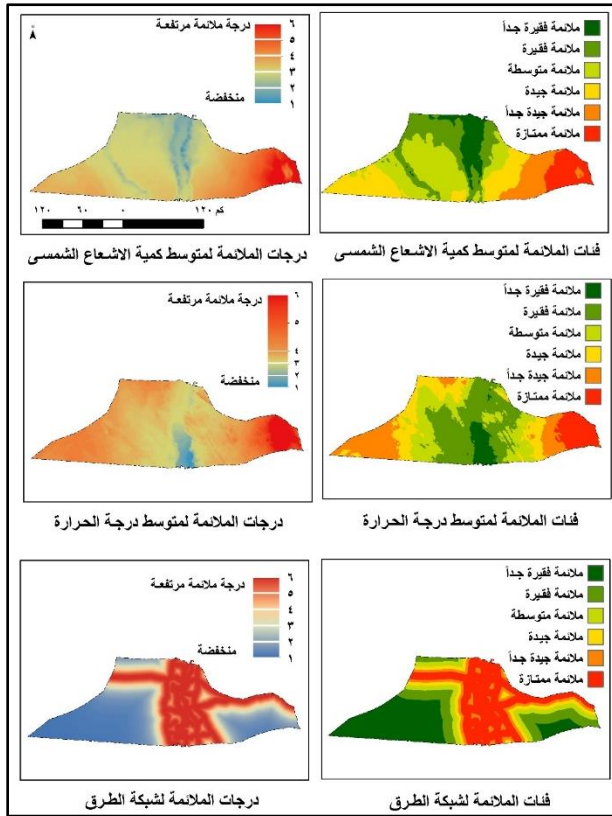 درجة ملائمة مرتفعة
٦
٥
٤
٣
٢
١
منخفضة
١٢٠ ٦٠ ٠ ١٢٠ كم
درجات الملائمة لمتوسط كمية الاشعاع الشمسى
ملائمة فقيرة جداً
ملائمة فقيرة
ملائمة متوسطة
ملائمة جيدة
ملائمة جيدة جداً
ملائمة ممتازة
فئات الملائمة لمتوسط كمية الاشعاع الشمسى
درجة ملائمة مرتفعة
٦
٥
٤
٣
٢
١
منخفضة
درجات الملائمة لمتوسط درجة الحرارة
ملائمة فقيرة جداً
ملائمة فقيرة
ملائمة متوسطة
ملائمة جيدة
ملائمة جيدة جداً
ملائمة ممتازة
فئات الملائمة لمتوسط درجة الحرارة
درجة ملائمة مرتفعة
٦
٥
٤
٣
٢
١
منخفضة
درجات الملائمة لشبكة الطرق
ملائمة فقيرة جداً
ملائمة فقيرة
ملائمة متوسطة
ملائمة جيدة
ملائمة جيدة جداً
ملائمة ممتازة
فئات الملائمة لشبكة الطرق